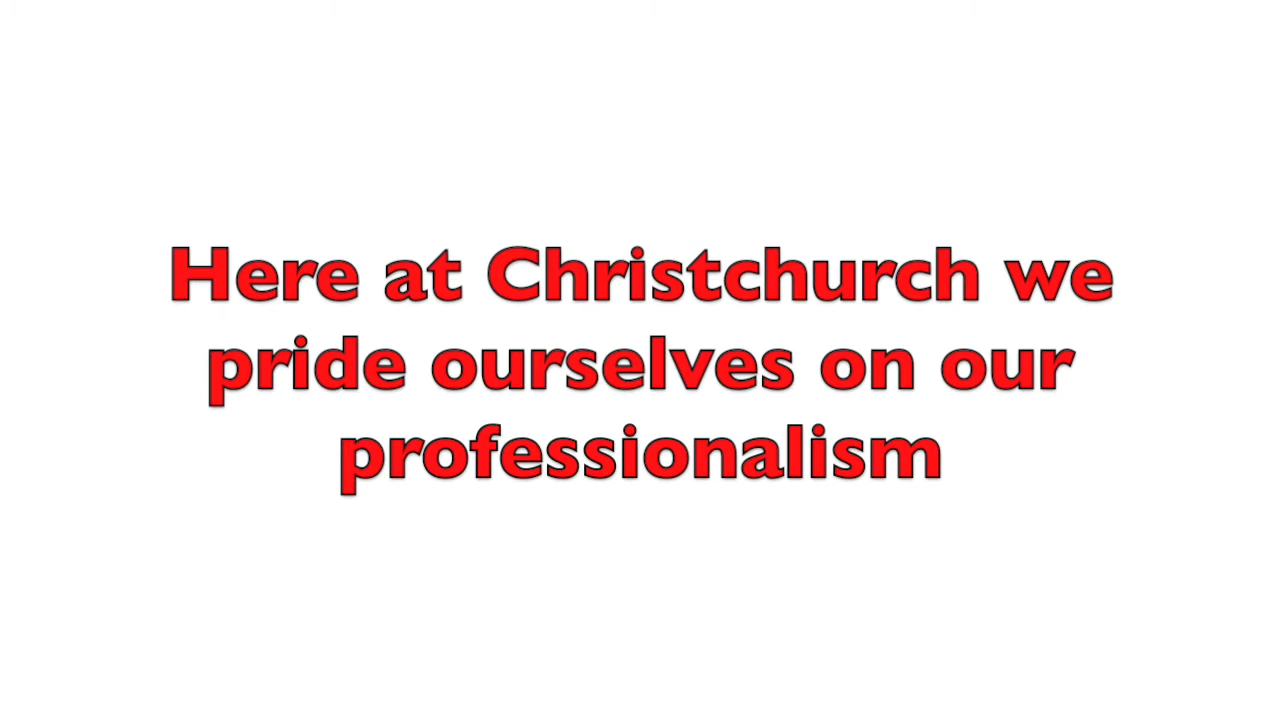 Here at Christchurch we
pride ourselves on our
professionalism